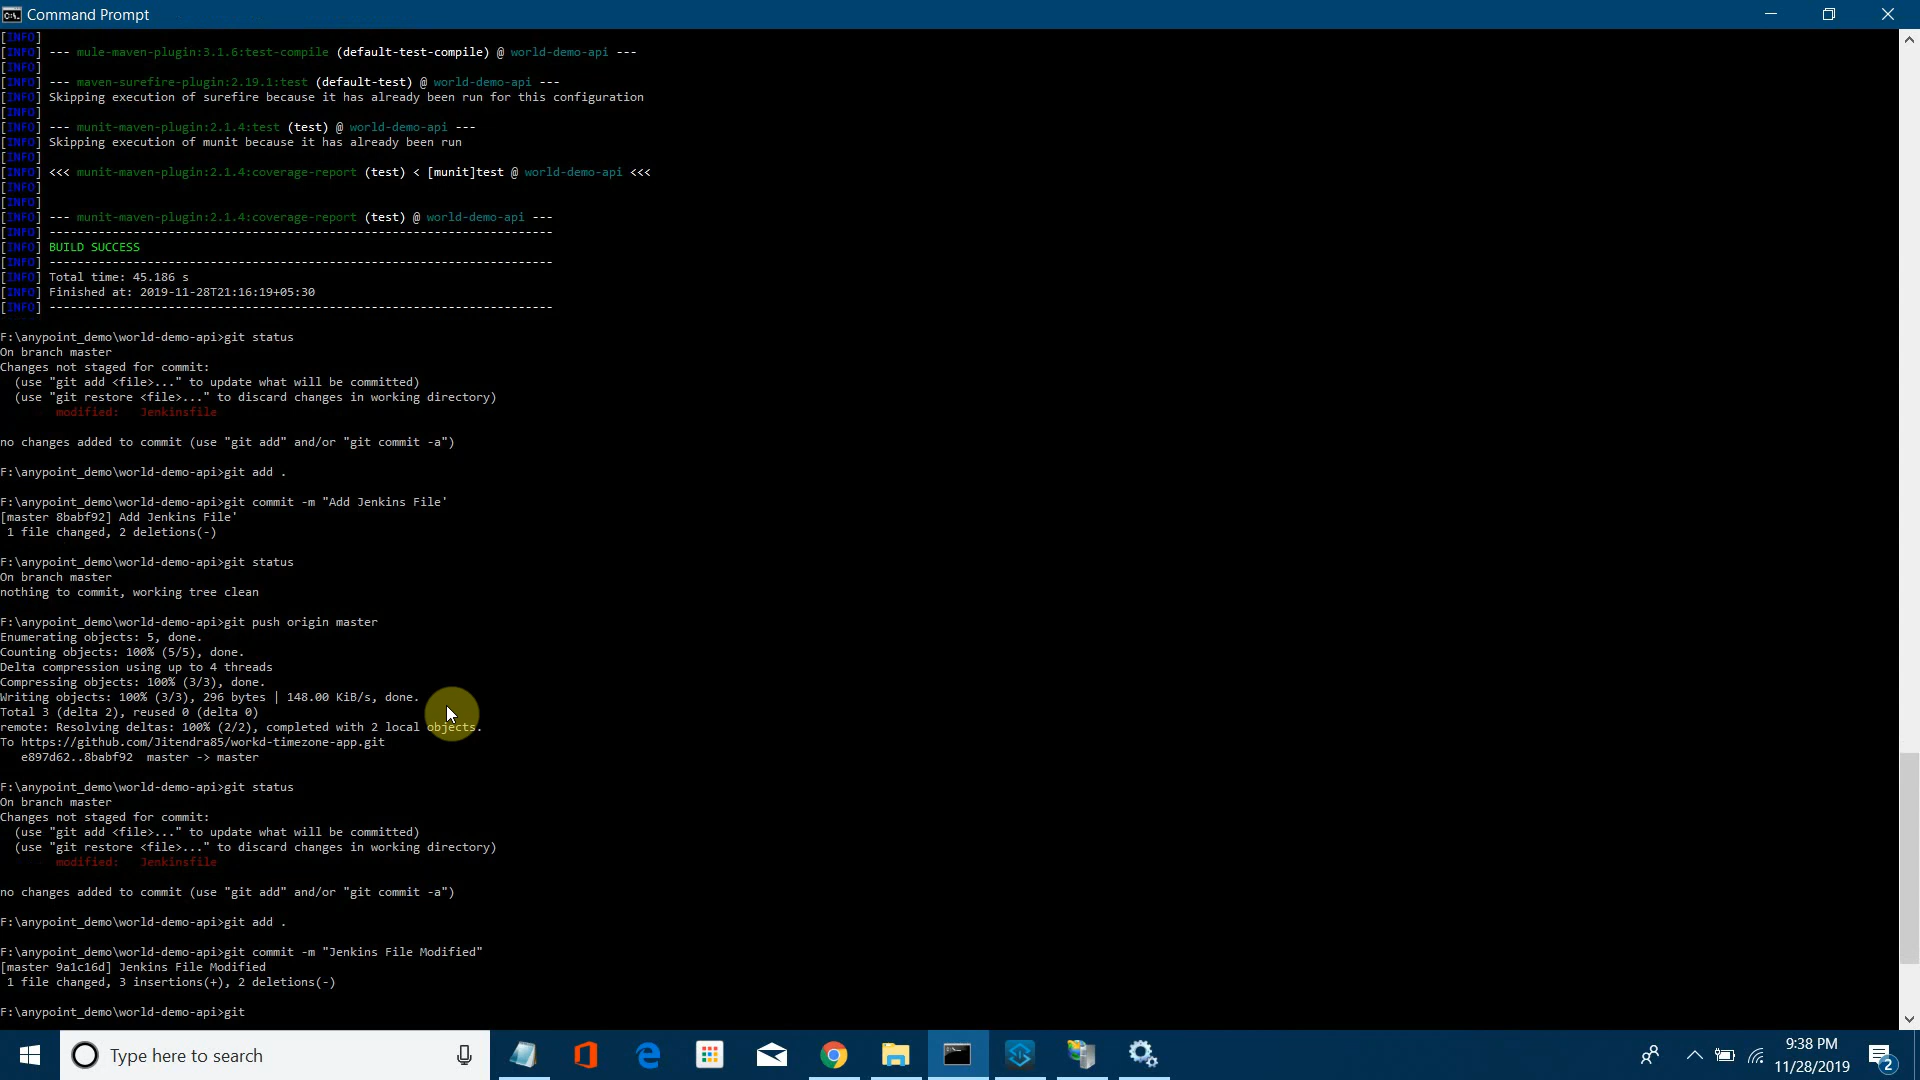 Command Prompt
[INFO]
[INFO] --- mule-maven-plugin:3.1.6:test-compile (default-test-compile) @ world-demo-api ---
[INFO]
[INFO] --- maven-surefire-plugin:2.19.1:test (default-test) @ world-demo-api ---
[INFO] Skipping execution of surefire because it has already been run for this configuration
[INFO]
[INFO] --- munit-maven-plugin:2.1.4:test (test) @ world-demo-api ---
[INFO] Skipping execution of munit because it has already been run
[INFO]
[INFO] <<< munit-maven-plugin:2.1.4:coverage-report (test) < [munit]test @ world-demo-api <<<
[INFO]
[INFO]
[INFO] --- munit-maven-plugin:2.1.4:coverage-report (test) @ world-demo-api ---
[INFO] ------------------------------------------------------------------------
[INFO] BUILD SUCCESS
[INFO] ------------------------------------------------------------------------
[INFO] Total time: 45.186 s
[INFO] Finished at: 2019-11-28T21:16:19+05:30
[INFO] ------------------------------------------------------------------------
F:\anypoint_demo\world-demo-api>git status
On branch master
Changes not staged for commit:
(use "git add <file>..." to update what will be committed)
(use "git restore <file>..." to discard changes in working directory)
modified: Jenkinsfile
no changes added to commit (use "git add" and/or "git commit -a")
F:\anypoint_demo\world-demo-api>git add .
F:\anypoint_demo\world-demo-api>git commit -m "Add Jenkins File'
[master 8babf92] Add Jenkins File'
1 file changed, 2 deletions(-)
F:\anypoint_demo\world-demo-api>git status
On branch master
nothing to commit, working tree clean
F:\anypoint_demo\world-demo-api>git push origin master
Enumerating objects: 5, done.
Counting objects: 100% (5/5), done.
Delta compression using up to 4 threads
Compressing objects: 100% (3/3), done.
Writing objects: 100% (3/3), 296 bytes | 148.00 KiB/s, done.
Total 3 (delta 2), reused 0 (delta 0)
remote: Resolving deltas: 100% (2/2), completed with 2 local objects.
To https://github.com/Jitendra85/workd-timezone-app.git
e897d62..8babf92 master -> master
F:\anypoint_demo\world-demo-api>git status
On branch master
Changes not staged for commit:
(use "git add <file>..." to update what will be committed)
(use "git restore <file>..." to discard changes in working directory)
modified: Jenkinsfile
no changes added to commit (use "git add" and/or "git commit -a")
F:\anypoint_demo\world-demo-api>git add .
F:\anypoint_demo\world-demo-api>git commit -m "Jenkins File Modified"
[master 9a1c16d] Jenkins File Modified
1 file changed, 3 insertions(+), 2 deletions(-)
F:\anypoint_demo\world-demo-api>git
Type here to search
9:38 PM
11/28/2019
2